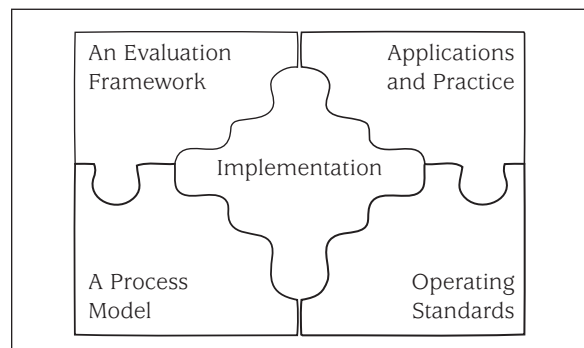 An Evaluation
Framework
Applications
and Practice
Implementation
A Process
Model
Operating
Standards